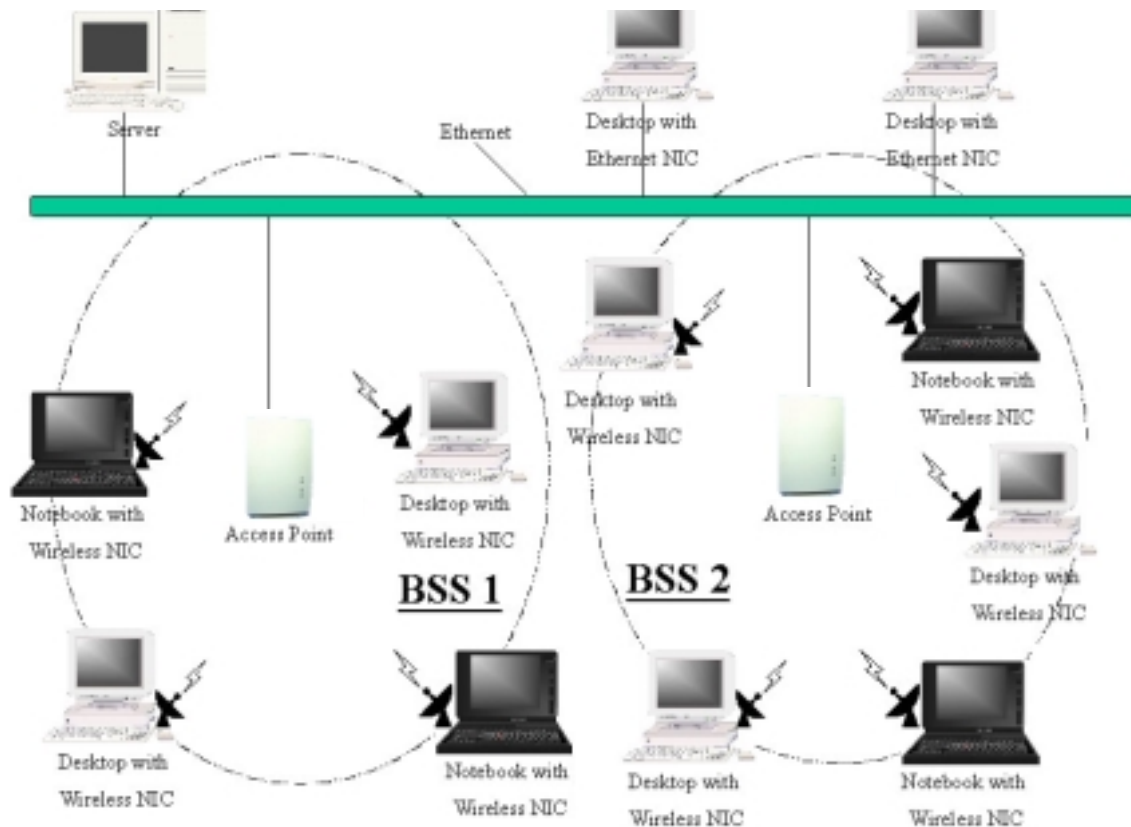 Server
Ethernet
Desktop with
Ethernet NIC
Desktop with
Ethernet NIC
Notebook with
Wireless NIC
Access Point
Desktop with
Wireless NIC
BSS 1
Desktop with
Wireless NIC
Notebook with
Wireless NIC
Desktop with
Wireless NIC
Notebook with
Wireless NIC
Access Point
Desktop with
Wireless NIC
BSS 2
Desktop with
Wireless NIC
Notebook with
Wireless NIC